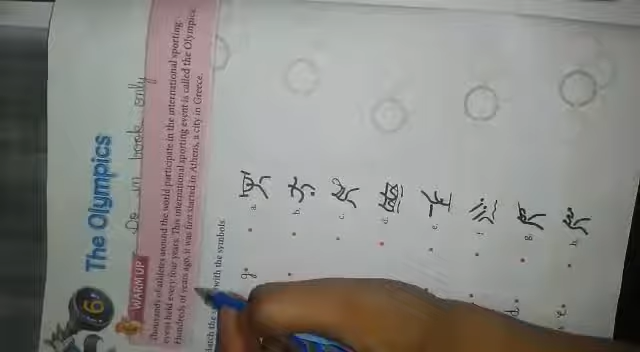 6
The Olympics
WARM UP
Do in book only
Thousands of athletes around the world participate in the international sporting
event held every four years. This international sporting event is called the Olympics.
Hundreds of years ago, it was first started in Athens, a city in Greece.
with the symbols.
g
a.
b.
c.
d.
e.
f.
d
g.
e
h.